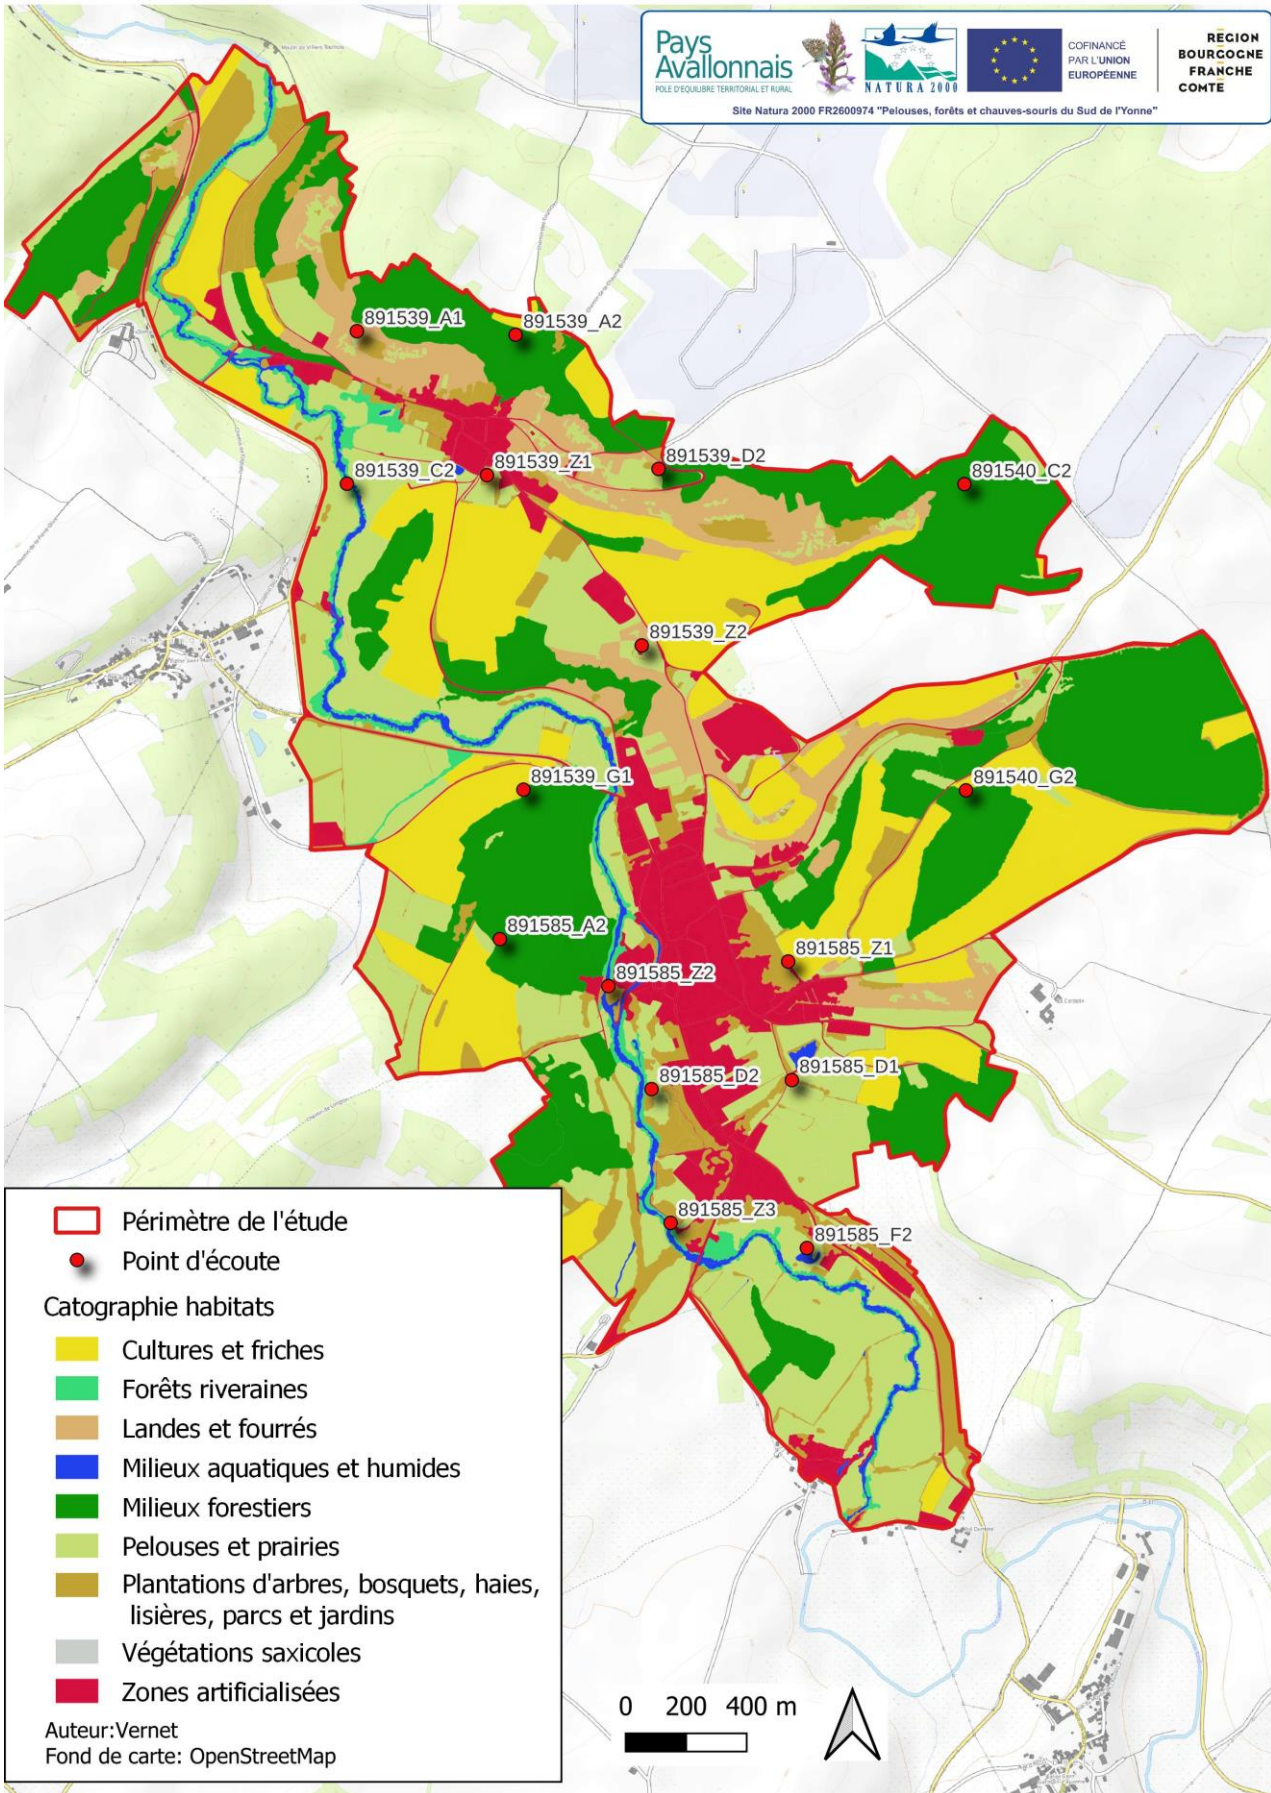 Pays
Avallonnais
POLE D'EQUILIBRE TERRITORIAL ET RURAL
NATURA 2000
COFINANCÉ
PAR L'UNION
EUROPÉENNE
REGION
BOURGOGNE
FRANCHE
COMTE
Site Natura 2000 FR2600974 "Pelouses, forêts et chauves-souris du Sud de l'Yonne"
891539_A1
891539_A2
891539_C2
891539_Z1
891539_D2
891540_C2
891539_Z2
891539_G1
891540_G2
891585_A2
891585_Z1
891585_Z2
891585_D2
891585_D1
891585_Z3
891585_F2
Périmètre de l'étude
Point d'écoute
Catographie habitats
Cultures et friches
Forêts riveraines
Landes et fourrés
Milieux aquatiques et humides
Milieux forestiers
Pelouses et prairies
Plantations d'arbres, bosquets, haies,
lisières, parcs et jardins
Végétations saxicoles
Zones artificialisées
Auteur:Vernet
Fond de carte: OpenStreetMap
0 200 400 m